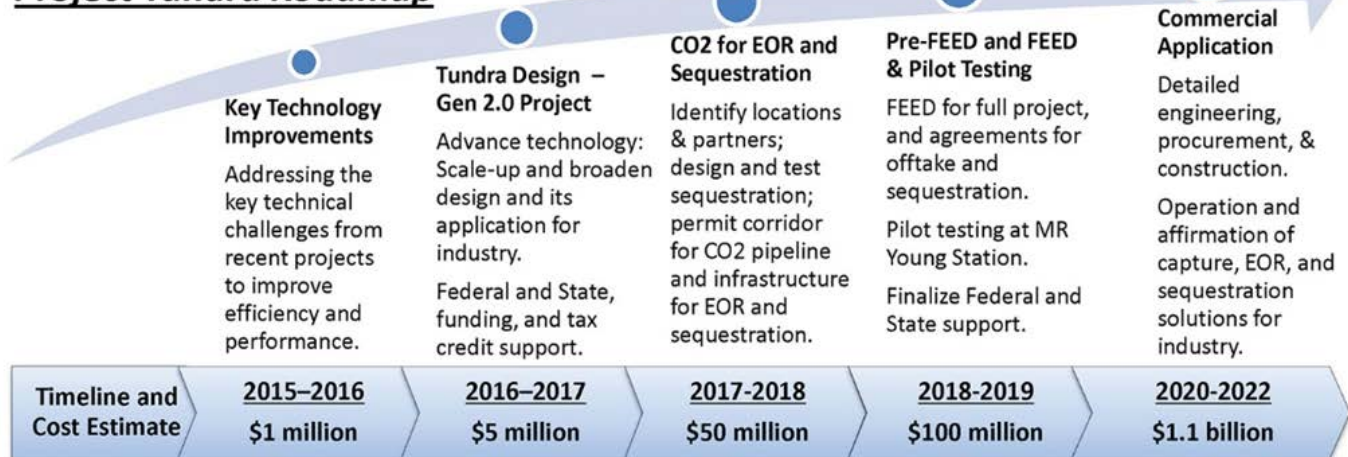 Project Tundra Roadmap
Key Technology
Improvements
Addressing the
key technical
challenges from
recent projects
to improve
efficiency and
performance.
Tundra Design –
Gen 2.0 Project
Advance technology:
Scale-up and broaden
design and its
application for
industry.
Federal and State,
funding, and tax
credit support.
CO2 for EOR and
Sequestration
Identify locations
& partners;
design and test
sequestration;
permit corridor
for CO2 pipeline
and infrastructure
for EOR and
sequestration.
Pre-FEED and FEED
& Pilot Testing
FEED for full project,
and agreements for
offtake and
sequestration.
Pilot testing at MR
Young Station.
Finalize Federal and
State support.
Commercial
Application
Detailed
engineering,
procurement, &
construction.
Operation and
affirmation of
capture, EOR, and
sequestration
solutions for
industry.
Timeline and
Cost Estimate
2015–2016
$1 million
2016–2017
$5 million
2017-2018
$50 million
2018-2019
$100 million
2020-2022
$1.1 billion